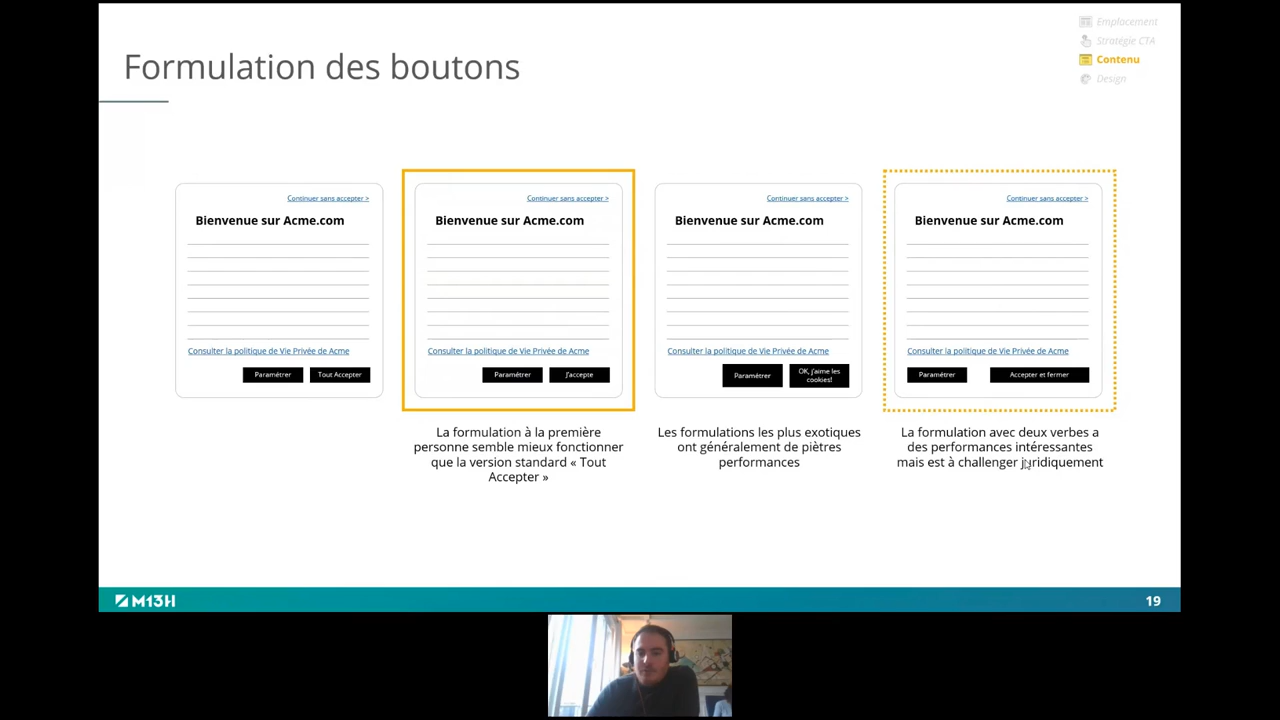 Formulation des boutons
Emplacement
Stratégie CTA
Contenu
Design
Continuer sans accepter >
Bienvenue sur Acme.com
Consulter la politique de Vie Privée de Acme
Paramétrer
Tout Accepter
Continuer sans accepter >
Bienvenue sur Acme.com
Consulter la politique de Vie Privée de Acme
Paramétrer
J'accepte
La formulation à la première
personne semble mieux fonctionner
que la version standard « Tout
Accepter »
Continuer sans accepter >
Bienvenue sur Acme.com
Consulter la politique de Vie Privée de Acme
Paramétrer
OK, j'aime les
cookies!
Les formulations les plus exotiques
ont généralement de piètres
performances
Continuer sans accepter >
Bienvenue sur Acme.com
Consulter la politique de Vie Privée de Acme
Paramétrer
Accepter et fermer
La formulation avec deux verbes a
des performances intéressantes
mais est à challenger juridiquement
M13H
19